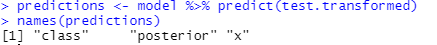 > predictions <- model %>% predict(test.transformed)
> names(predictions)
[1] "class"     "posterior" "x"